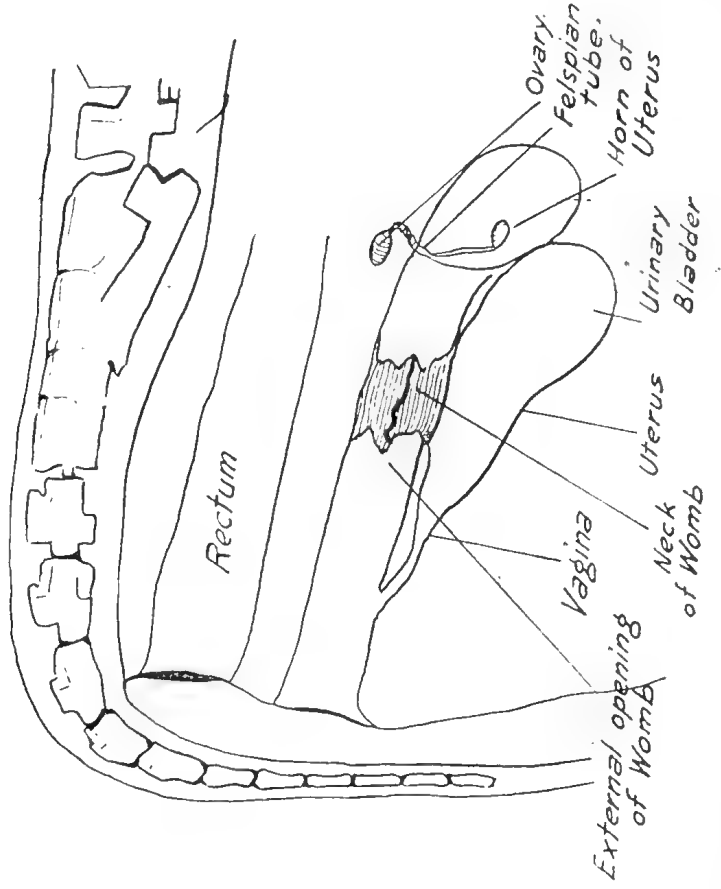 Rectum
Ovary.
Felspian
tube.
Horn of
Uterus
Urinary
Bladder
Uterus
Neck
of Womb
Vagina
External opening
of Womb